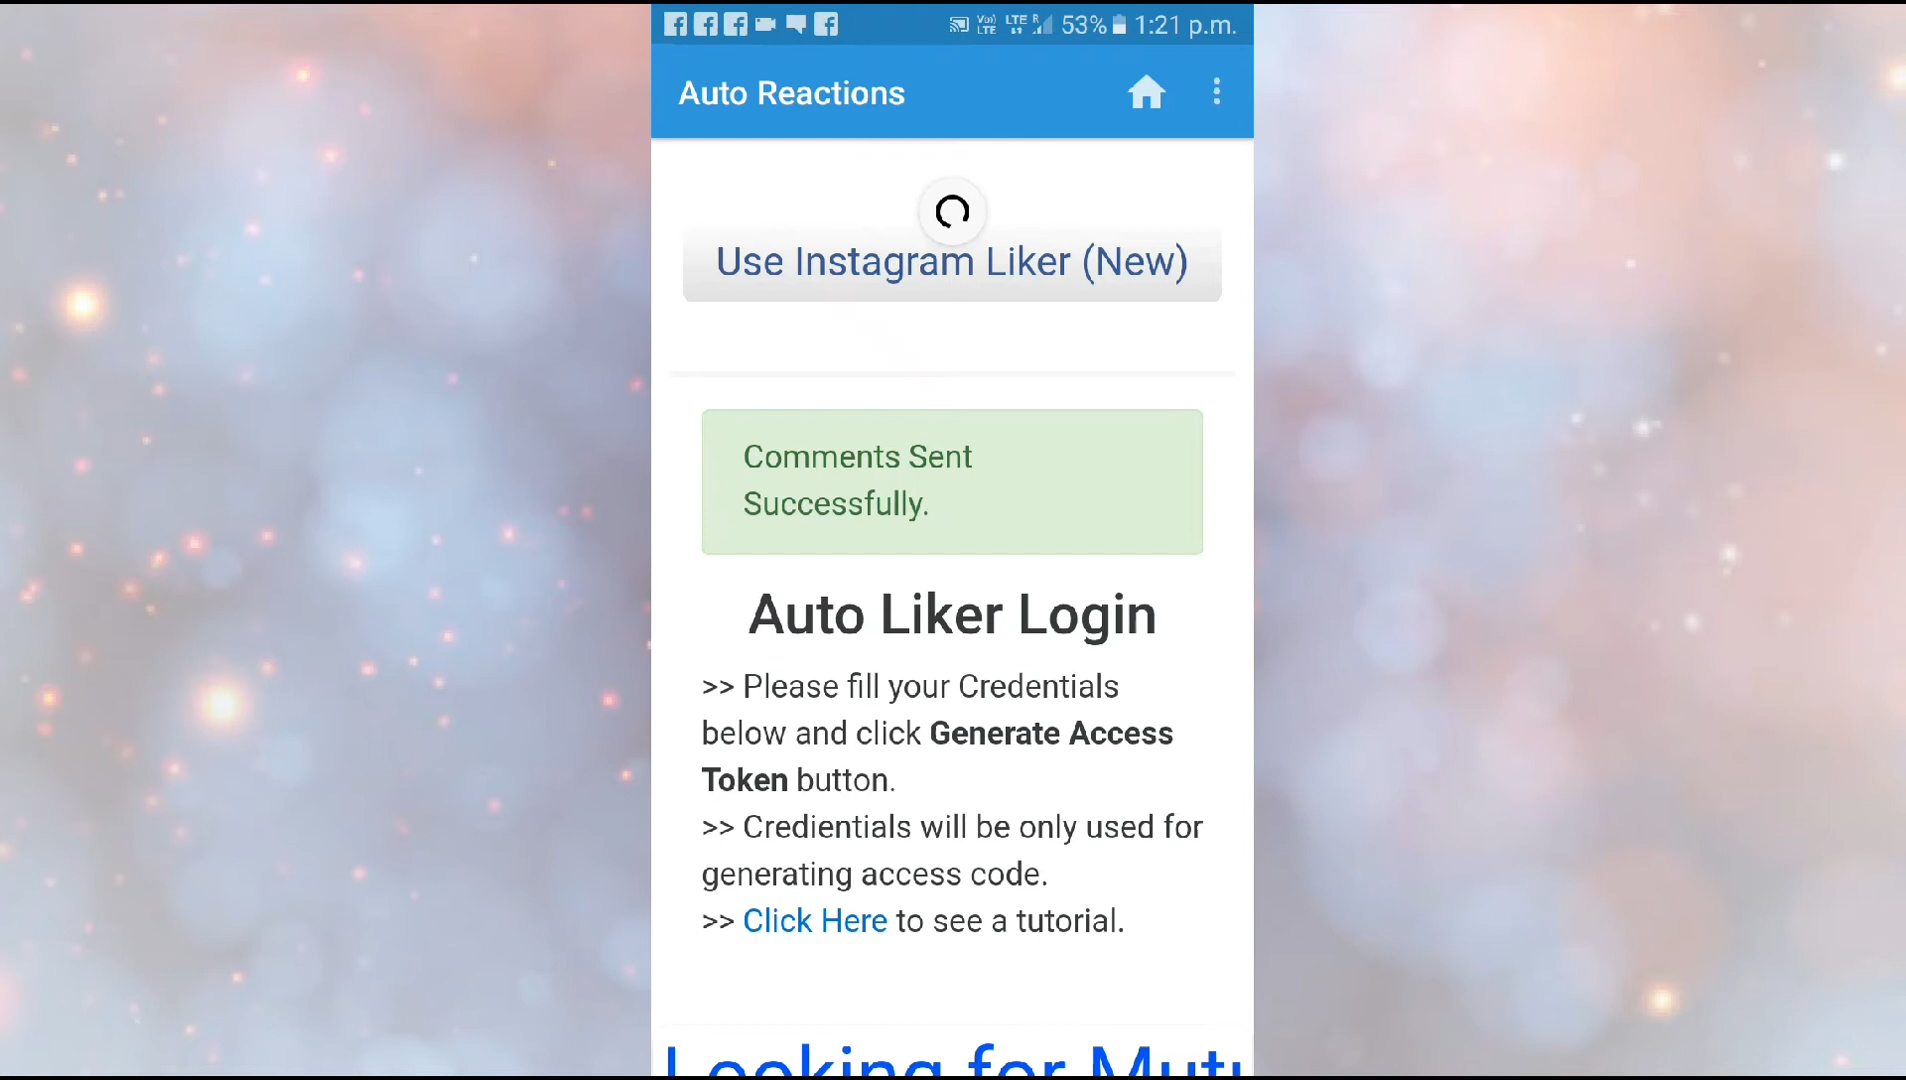 53% 1:21 p.m.
Auto Reactions
Use Instagram Liker (New)
Comments Sent
Successfully.
Auto Liker Login
>> Please fill your Credentials
below and click Generate Access
Token button.
>> Credientials will be only used for
generating access code.
>> Click Here to see a tutorial.
Looking for